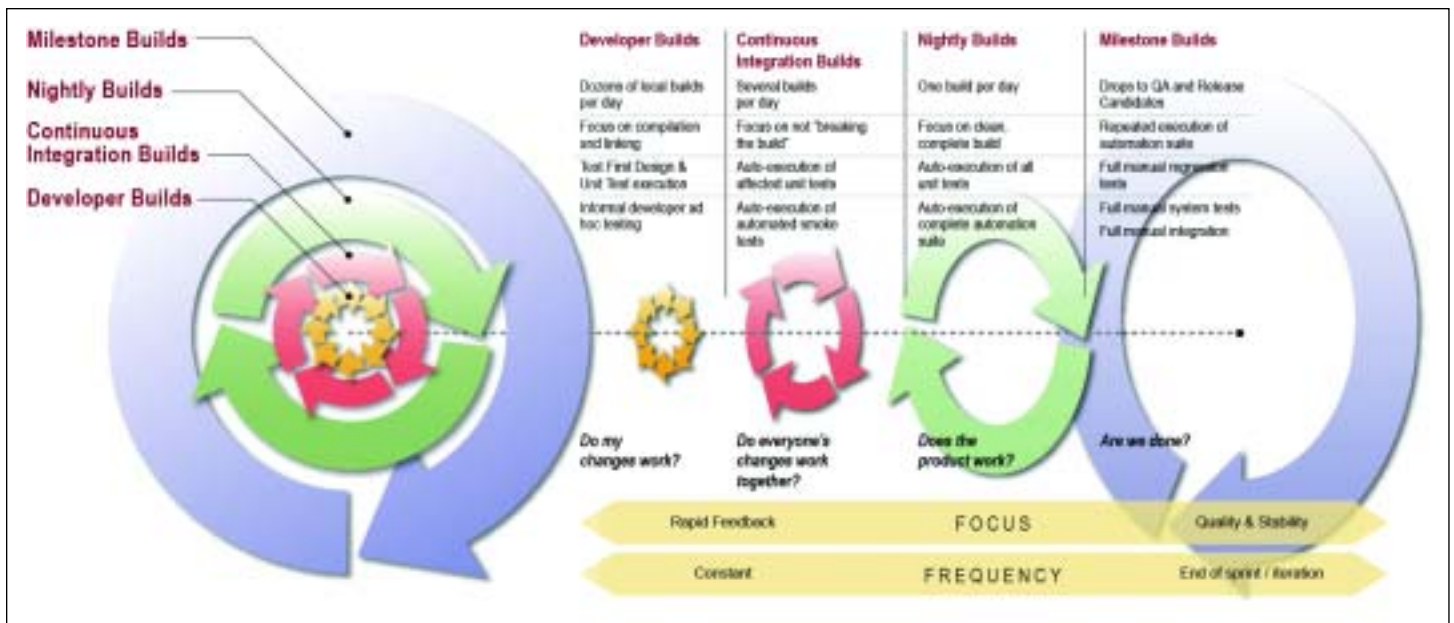 Milestone Builds
Nightly Builds
Continuous
Integration Builds
Developer Builds
Developer Builds
Dozens of local builds
per day
Focus on compilation
and linking
Test First Design &
Unit Test execution
Informal developer ad
hoc testing
Do my
changes work?
Continuous
Integration Builds
Several builds
per day
Focus on not "breaking
the build"
Auto-execution of
affected unit tests
Auto-execution of
automated smoke
tests
Do everyone's
changes work
together?
Nightly Builds
One build per day
Focus on clean,
complete build
Auto-execution of all
unit tests
Auto-execution of
complete automation
suite
Does the
product work?
Milestone Builds
Drops to QA and Release
Candidates
Repeated execution of
automation suite
Full manual regression
tests
Full manual system tests
Full manual integration
Are we done?
Rapid Feedback
FOCUS
Quality & Stability
Constant
FREQUENCY
End of sprint / iteration